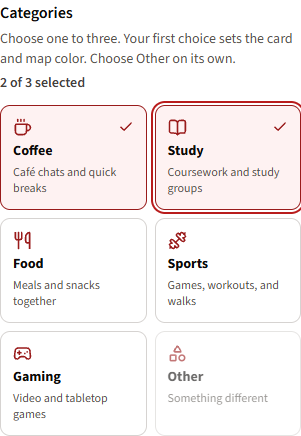 Categories
Choose one to three. Your first choice sets the card
and map color. Choose Other on its own.
2 of 3 selected
Coffee
Café chats and quick
breaks
Study
Coursework and study
groups
Food
Meals and snacks
together
Sports
Games, workouts, and
walks
Gaming
Video and tabletop
games
Other
Something different